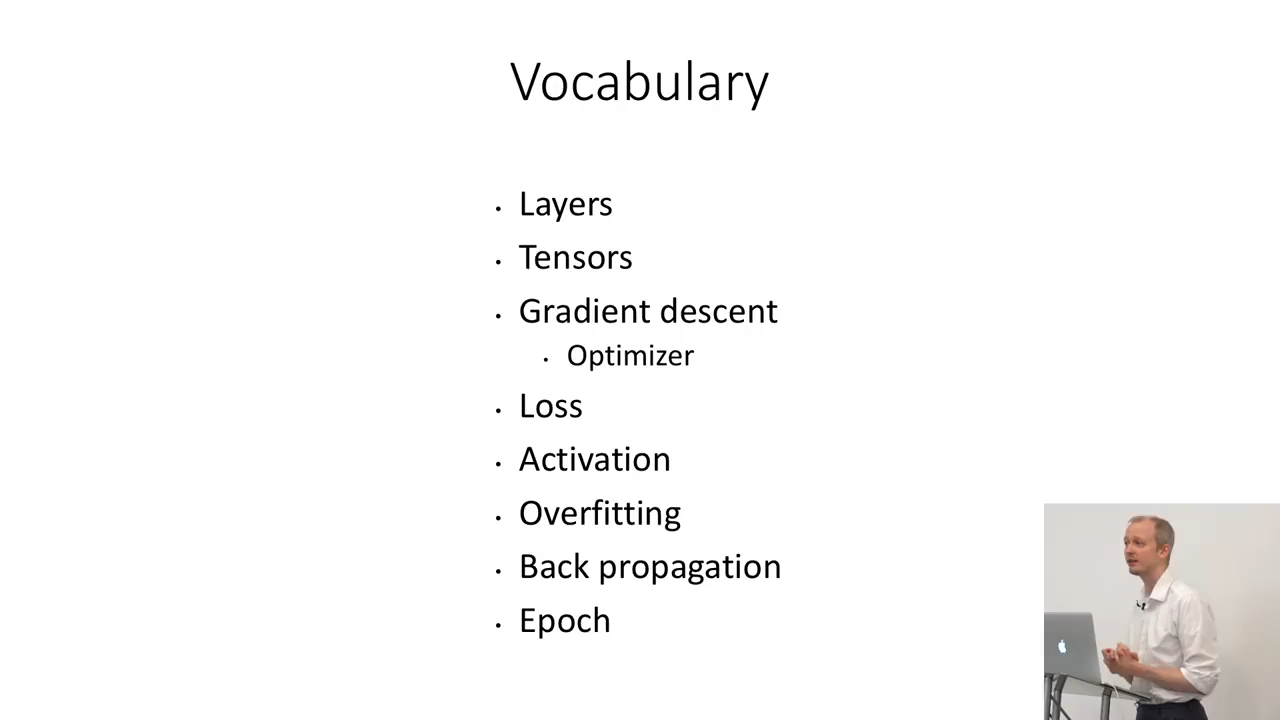 Vocabulary
• Layers
• Tensors
• Gradient descent
• Optimizer
• Loss
• Activation
• Overfitting
• Back propagation
• Epoch